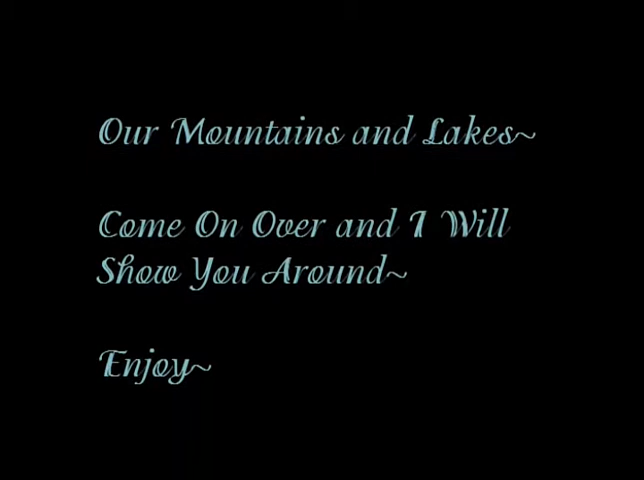 Our Mountains and Lakes~
Come On Over and I Will
Show You Around~
Enjoy~